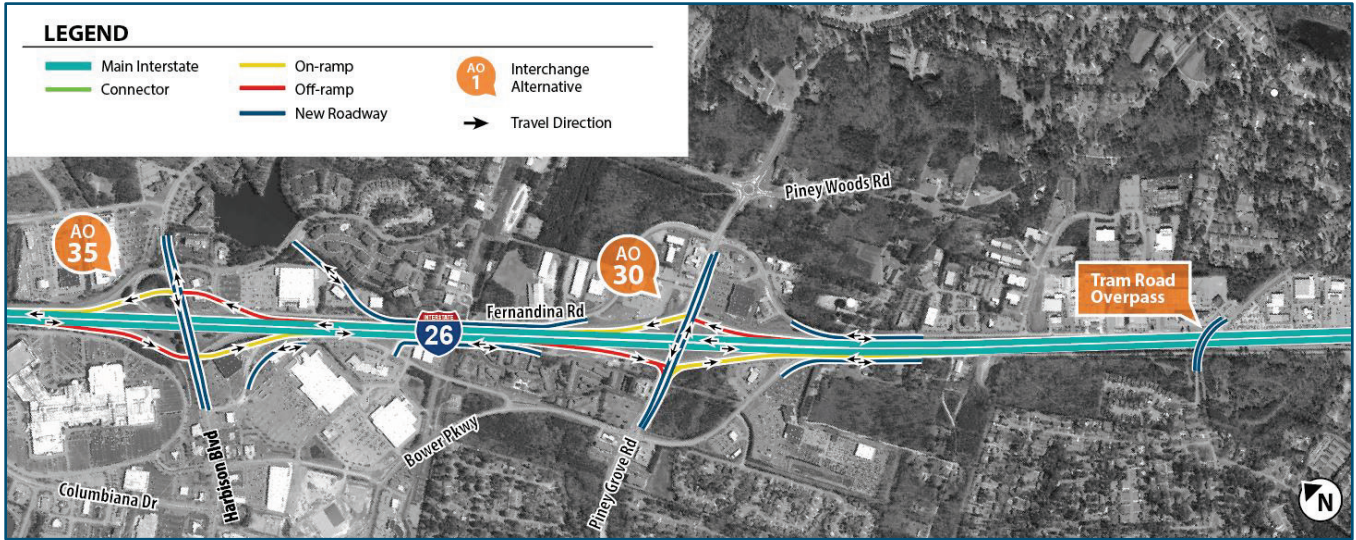 LEGEND
Main Interstate
Connector
On-ramp
Off-ramp
New Roadway
AO
1
Interchange
Alternative
Travel Direction
Piney Woods Rd
AO
35
AO
30
Tram Road
Overpass
Fernandina Rd
INTERSTATE
26
Bower Pkwy
Harbison Blvd
Piney Grove Rd
Columbiana Dr
N